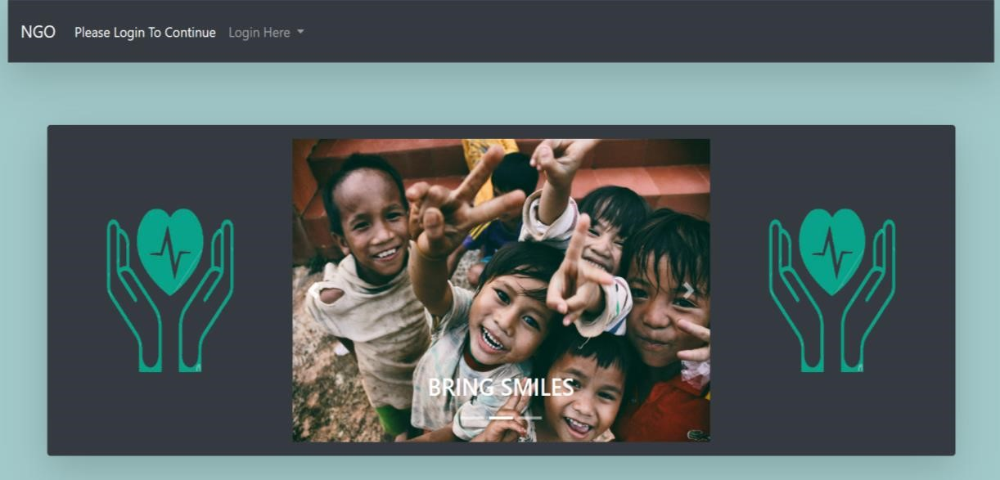 NGO Please Login To Continue Login Here
BRING SMILES